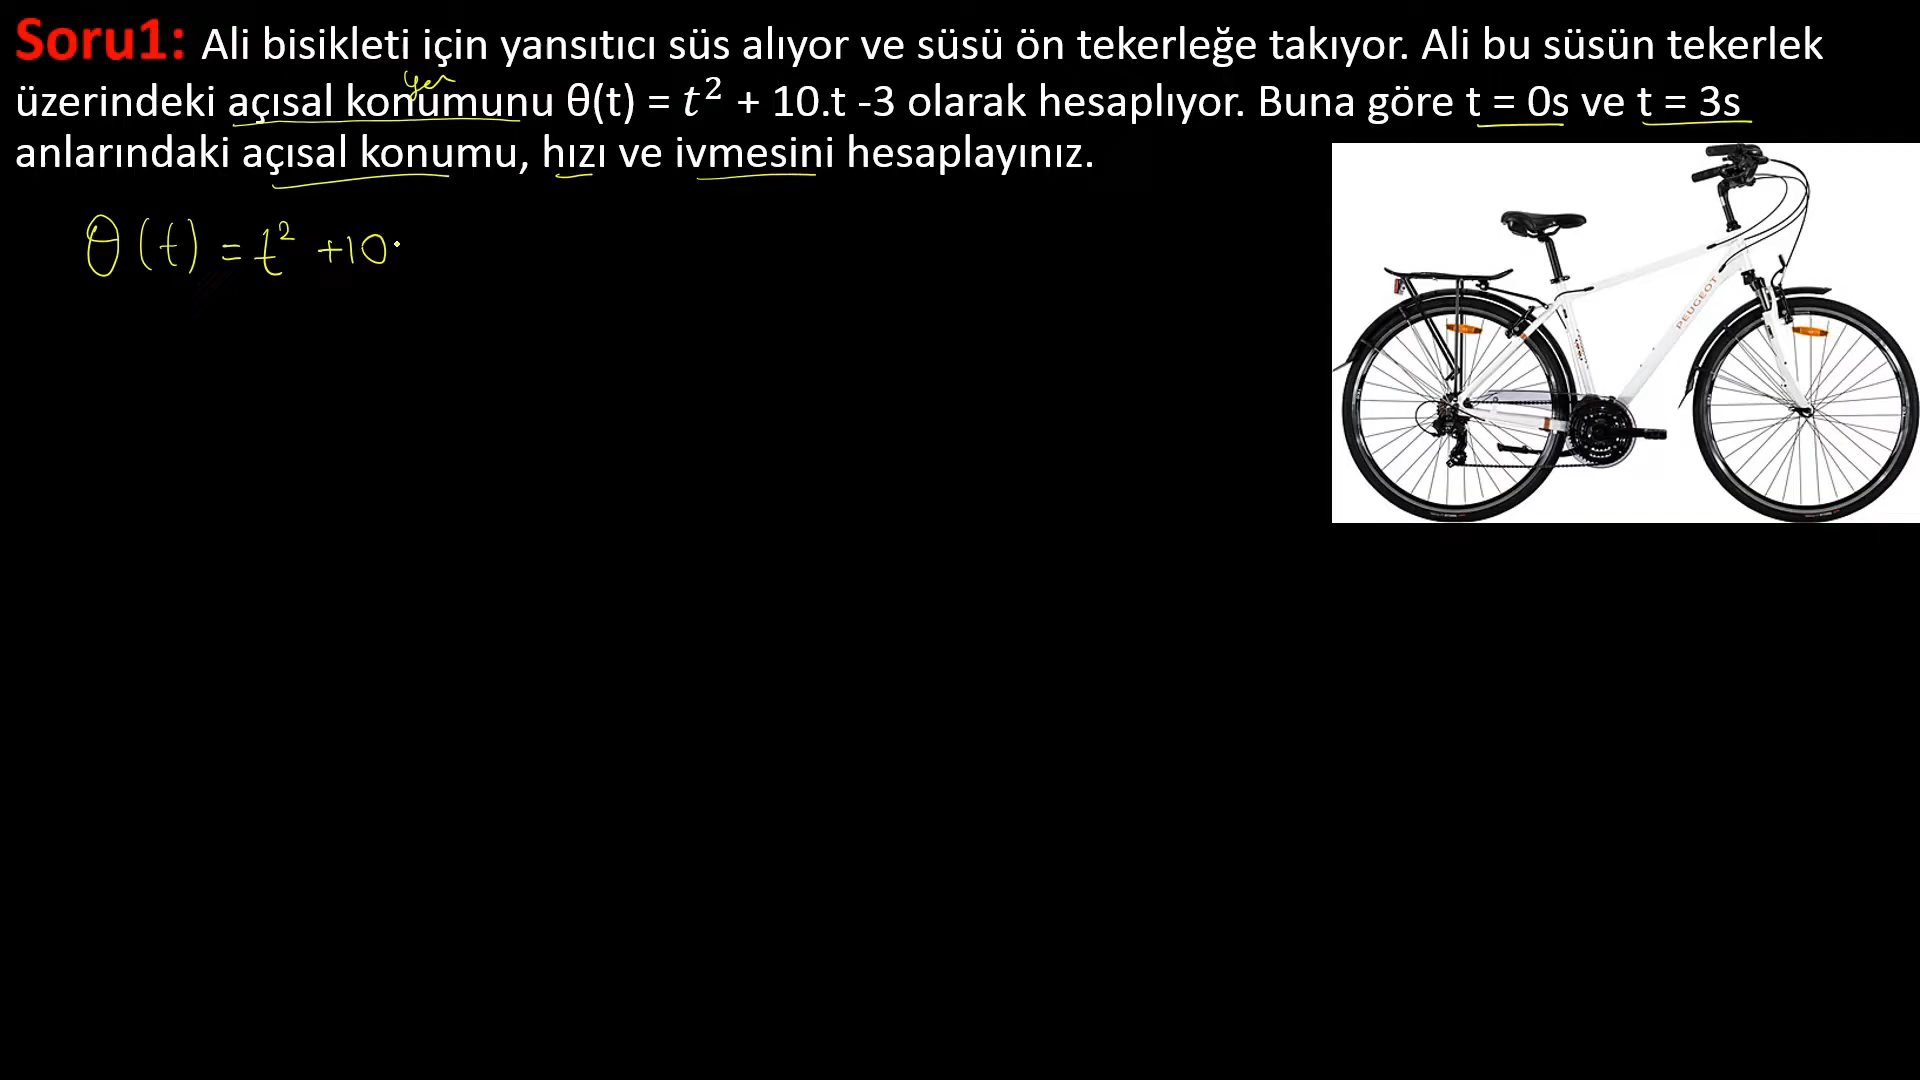 Soru1: Ali bisikleti için yansıtıcı süs alıyor ve süsü ön tekerleğe takıyor. Ali bu süsün tekerlek
yer
üzerindeki açısal konumunu θ(t) = t² + 10.t -3 olarak hesaplıyor. Buna göre t = 0s ve t = 3s
anlarındaki açısal konumu, hızı ve ivmesini hesaplayınız.
θ(t) = t² +10.
PEUGEOT